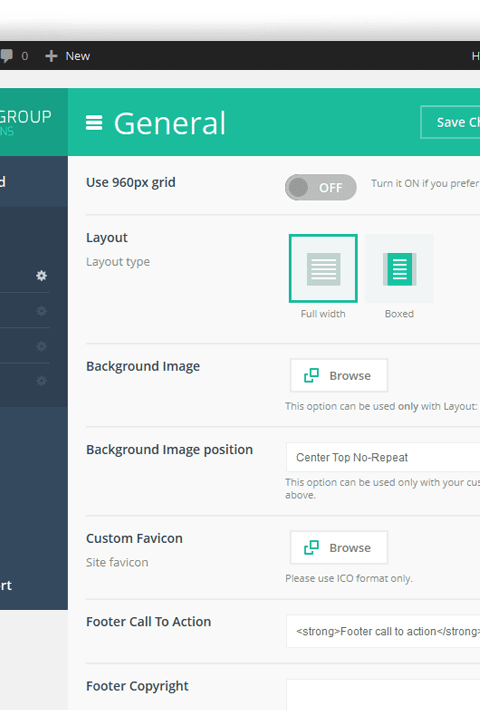 0 New
GROUP
NS
General
Save
Use 960px grid
OFF
Turn it ON if you prefer
Layout
Layout type
Full width
Boxed
Background Image
Browse
This option can be used only with Layout:
Background Image position
Center Top No-Repeat
This option can be used only with your
above.
Custom Favicon
Site favicon
Browse
Please use ICO format only.
Footer Call To Action
<strong>Footer call to action</strong>
Footer Copyright